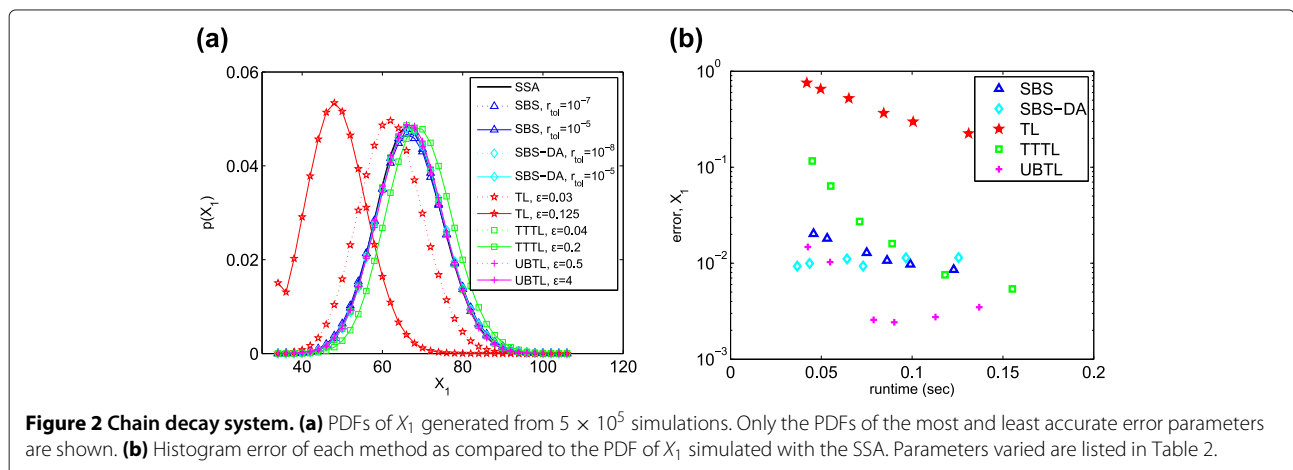 (a)
p(X₁)
0.06
0.04
0.02
0
20
40
60
80
100
120
X₁
SSA
SBS, rtol=10⁻⁷
SBS, rtol=10⁻⁵
SBS−DA, rtol=10⁻⁸
SBS−DA, rtol=10⁻⁵
TL, ε=0.03
TL, ε=0.125
TTTL, ε=0.04
TTTL, ε=0.2
UBTL, ε=0.5
UBTL, ε=4
(b)
error, X₁
10⁰
10⁻¹
10⁻²
10⁻³
0
0.05
0.1
0.15
0.2
runtime (sec)
SBS
SBS−DA
TL
TTTL
UBTL
Figure 2 Chain decay system. (a) PDFs of X₁ generated from 5 × 10⁵ simulations. Only the PDFs of the most and least accurate error parameters
are shown. (b) Histogram error of each method as compared to the PDF of X₁ simulated with the SSA. Parameters varied are listed in Table 2.